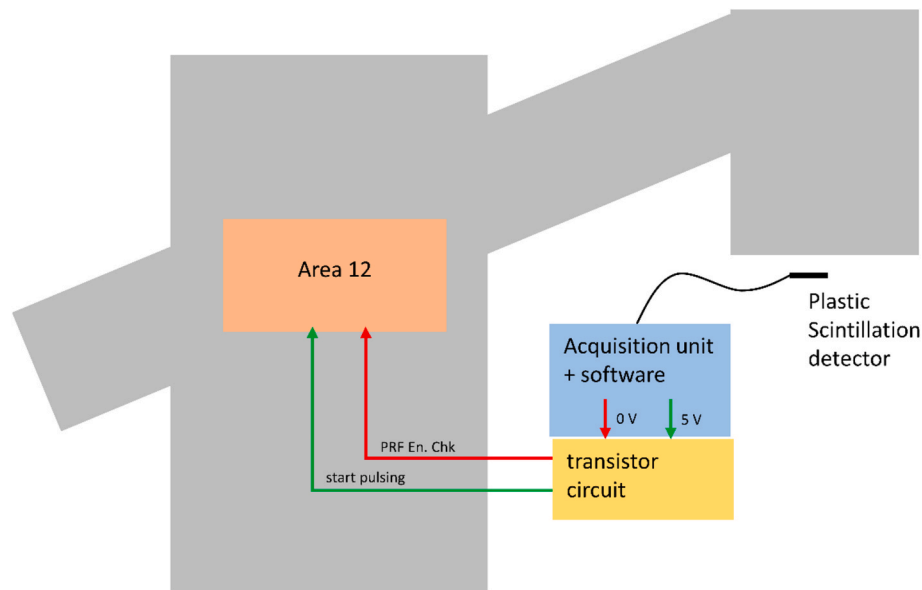 Area 12
Plastic
Scintillation
detector
Acquisition unit
+ software
0 V
5 V
PRF En. Chk
start pulsing
transistor
circuit